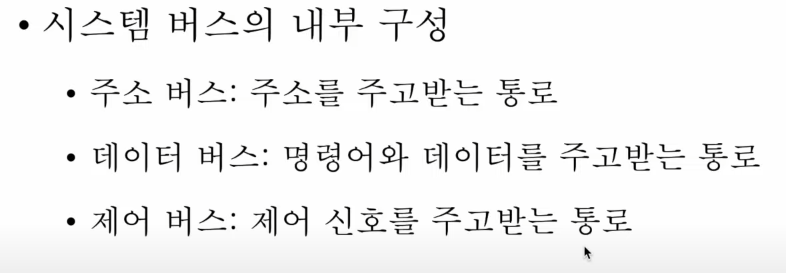 • 시스템 버스의 내부 구성
• 주소 버스: 주소를 주고받는 통로
• 데이터 버스: 명령어와 데이터를 주고받는 통로
• 제어 버스: 제어 신호를 주고받는 통로